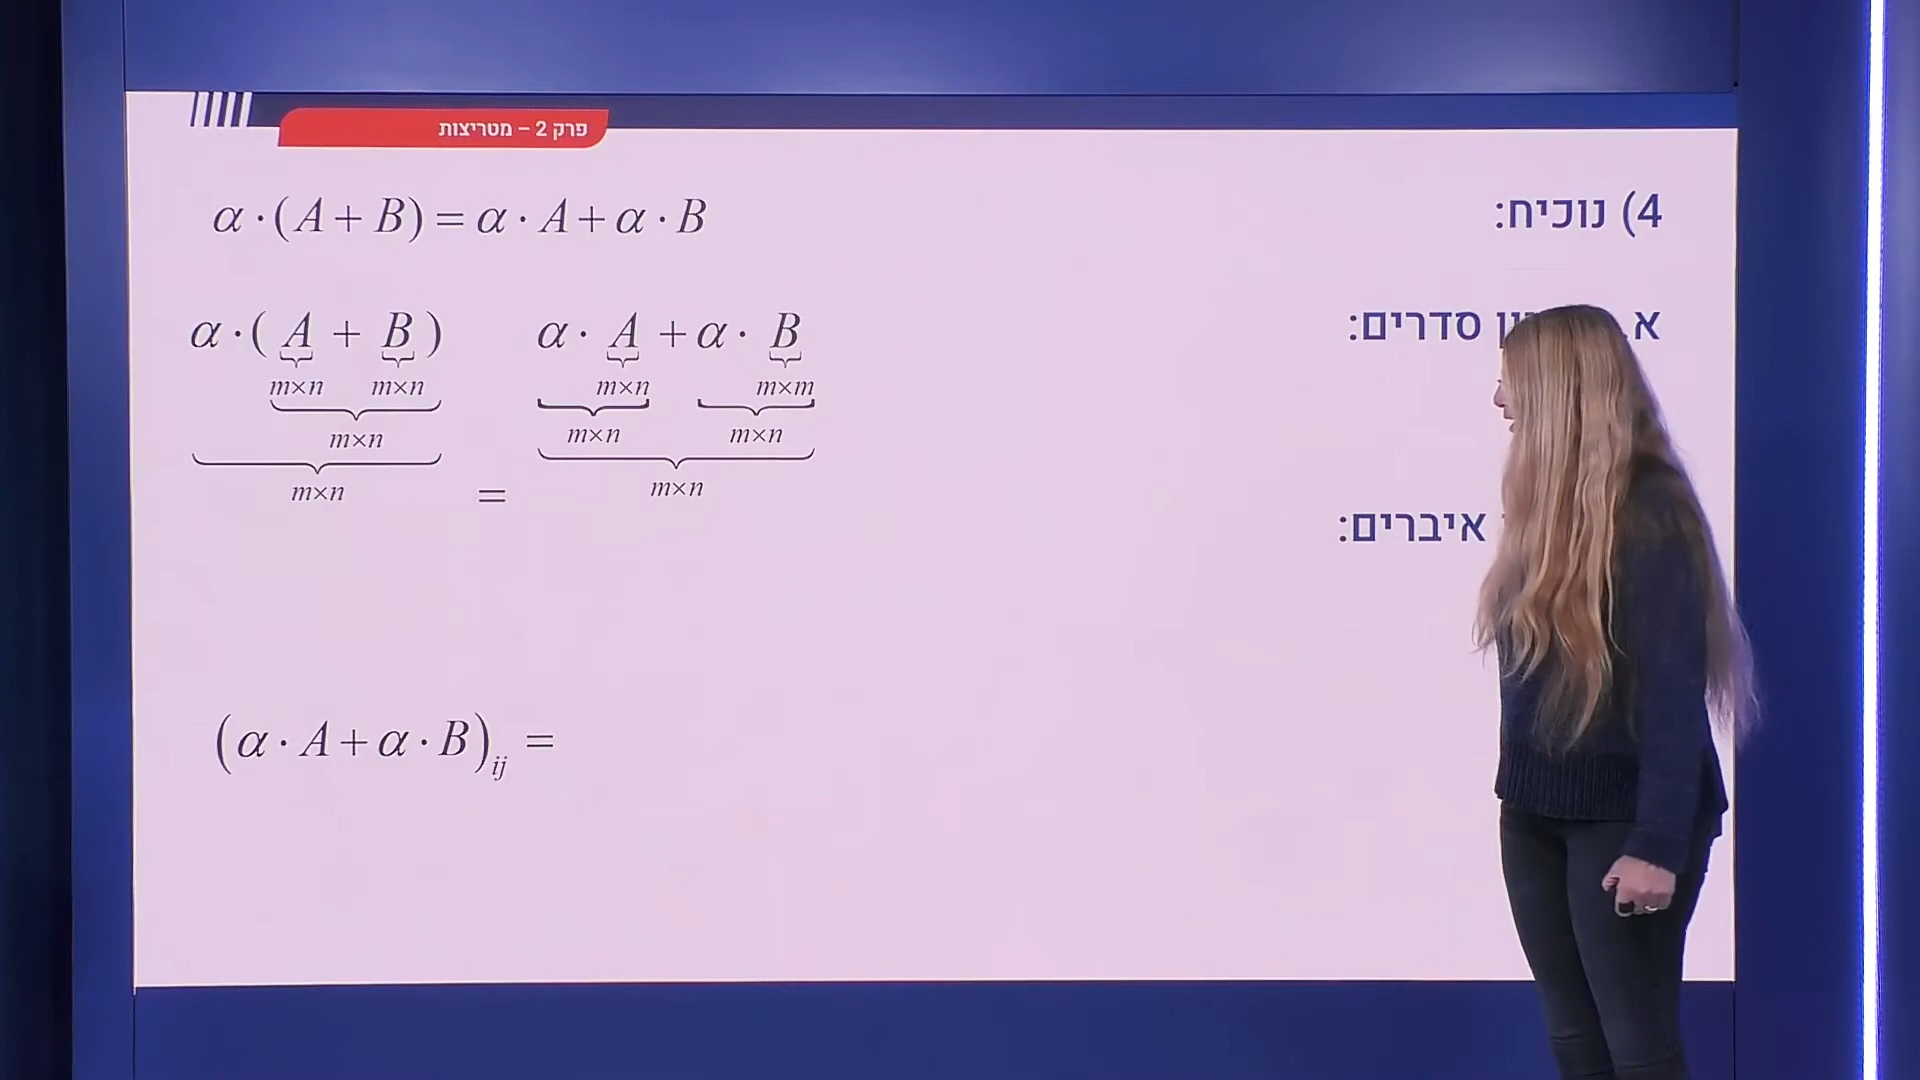 פרק 2 – מטריצות
4) נוכיח:
α·(A+B)=α·A+α·B
א. סדרים:
α·(A+B) α·A+α·B
m×n m×n m×n m×m
m×n m×n m×n
m×n = m×n
איברים:
(α·A+α·B)ij =